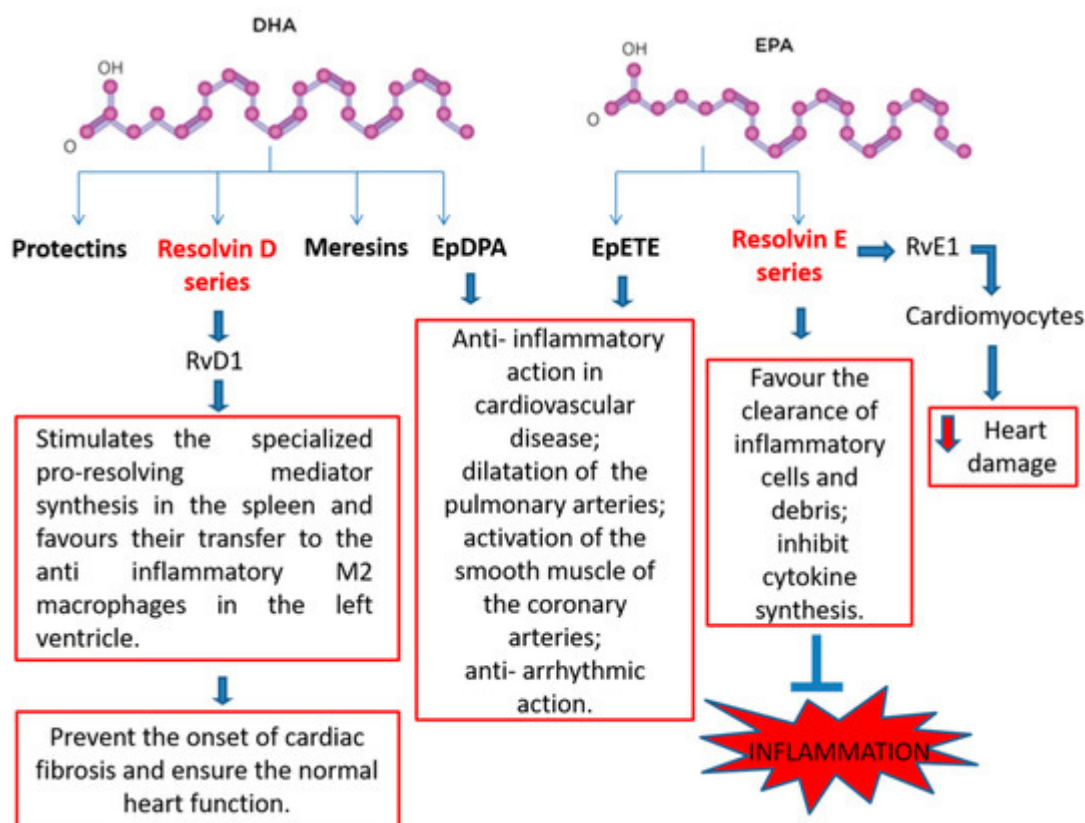 DHA
OH
O
EPA
OH
O
Protectins
Resolvin D
series
Meresins
EpDPA
EpETE
Resolvin E
series
RvE1
Cardiomyocytes
Heart
damage
RvD1
Stimulates the specialized
pro-resolving mediator
synthesis in the spleen and
favours their transfer to the
anti inflammatory M2
macrophages in the left
ventricle.
Prevent the onset of cardiac
fibrosis and ensure the normal
heart function.
Anti- inflammatory
action in
cardiovascular
disease;
dilatation of the
pulmonary arteries;
activation of the
smooth muscle of
the coronary
arteries;
anti- arrhythmic
action.
Favour the
clearance of
inflammatory
cells and
debris;
inhibit
cytokine
synthesis.
INFLAMMATION